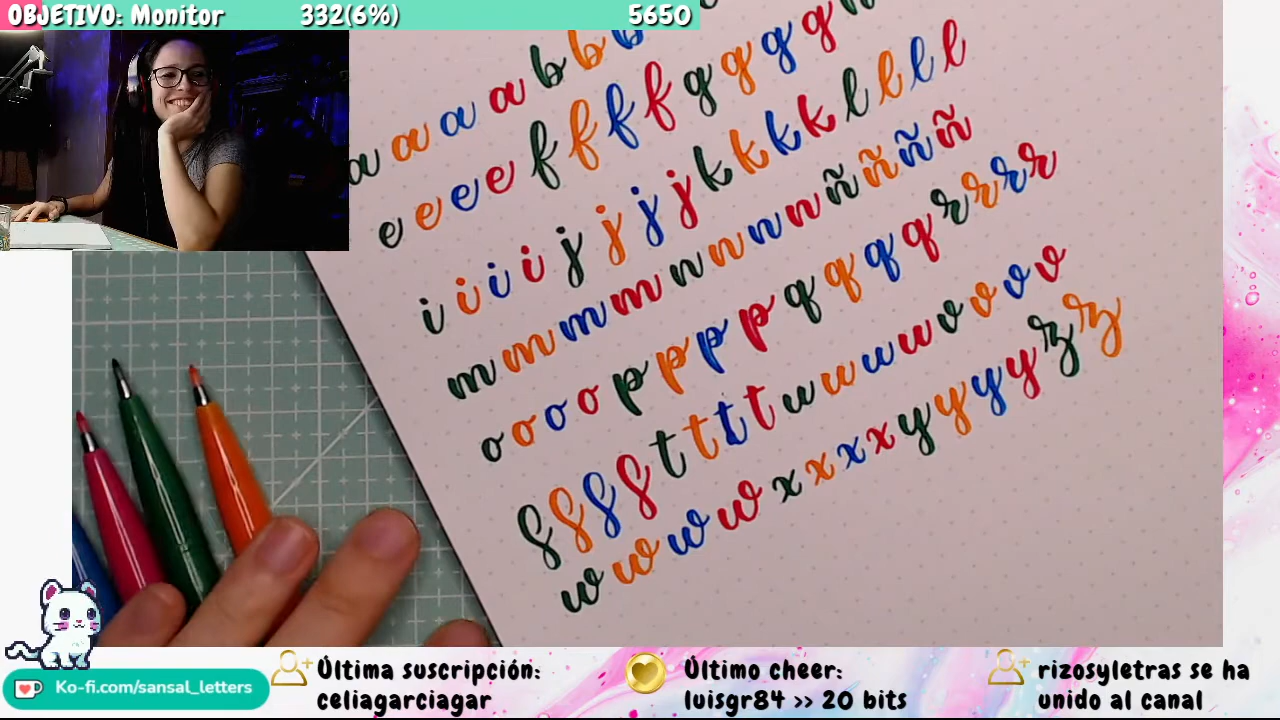 OBJETIVO: Monitor 332(6%) 5650
a a a a b b b
e e e e f f f f g g g g
i i i i j j j j k k k k l l l l
m m m m n n n n ñ ñ ñ ñ
o o o o p p p p q q q q r r r r
s s s s t t t t u u u u v v v v
w w w w x x x x y y y y z z
Ko-fi.com/sansal_letters
Última suscripción:
celiagarciagar
Último cheer:
luisgr84 >> 20 bits
rizosyletras se ha
unido al canal